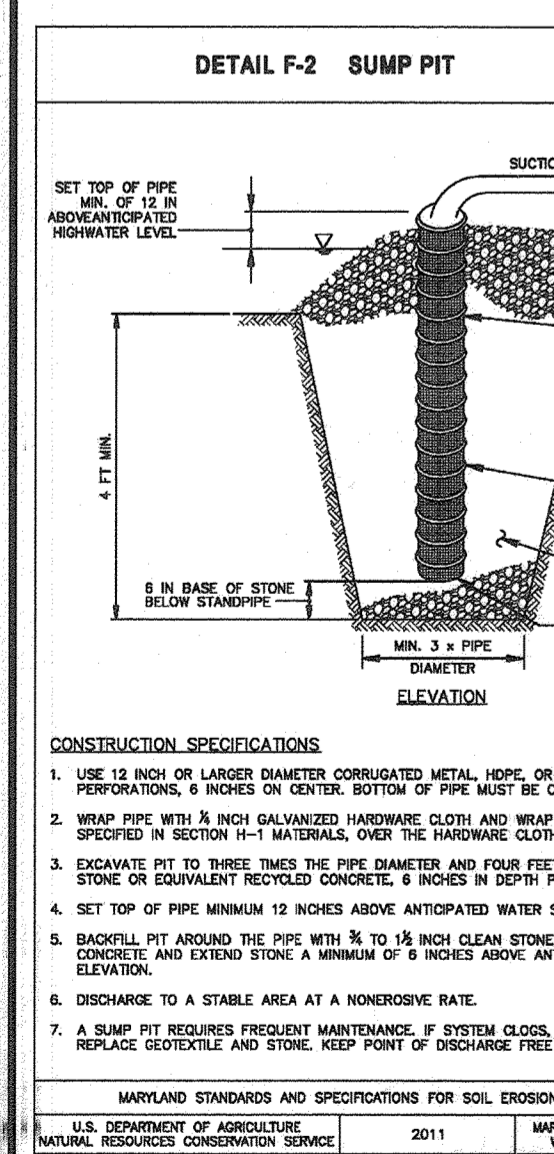 DETAIL F-2 SUMP PIT
SUCTIO
SET TOP OF PIPE
MIN. OF 12 IN
ABOVEANTICIPATED
HIGHWATER LEVEL
4 FT MIN.
6 IN BASE OF STONE
BELOW STANDPIPE
MIN. 3 x PIPE
DIAMETER
ELEVATION
CONSTRUCTION SPECIFICATIONS
1. USE 12 INCH OR LARGER DIAMETER CORRUGATED METAL, HDPE, OR
PERFORATIONS, 6 INCHES ON CENTER. BOTTOM OF PIPE MUST BE C
2. WRAP PIPE WITH ¼ INCH GALVANIZED HARDWARE CLOTH AND WRAP
SPECIFIED IN SECTION H-1 MATERIALS, OVER THE HARDWARE CLOTH
3. EXCAVATE PIT TO THREE TIMES THE PIPE DIAMETER AND FOUR FEET
STONE OR EQUIVALENT RECYCLED CONCRETE, 6 INCHES IN DEPTH P
4. SET TOP OF PIPE MINIMUM 12 INCHES ABOVE ANTICIPATED WATER S
5. BACKFILL PIT AROUND THE PIPE WITH ¾ TO 1½ INCH CLEAN STONE
CONCRETE AND EXTEND STONE A MINIMUM OF 6 INCHES ABOVE ANT
ELEVATION.
6. DISCHARGE TO A STABLE AREA AT A NONEROSIVE RATE.
7. A SUMP PIT REQUIRES FREQUENT MAINTENANCE. IF SYSTEM CLOGS,
REPLACE GEOTEXTILE AND STONE. KEEP POINT OF DISCHARGE FREE
MARYLAND STANDARDS AND SPECIFICATIONS FOR SOIL EROSION
U.S. DEPARTMENT OF AGRICULTURE
NATURAL RESOURCES CONSERVATION SERVICE
2011
MAR
W